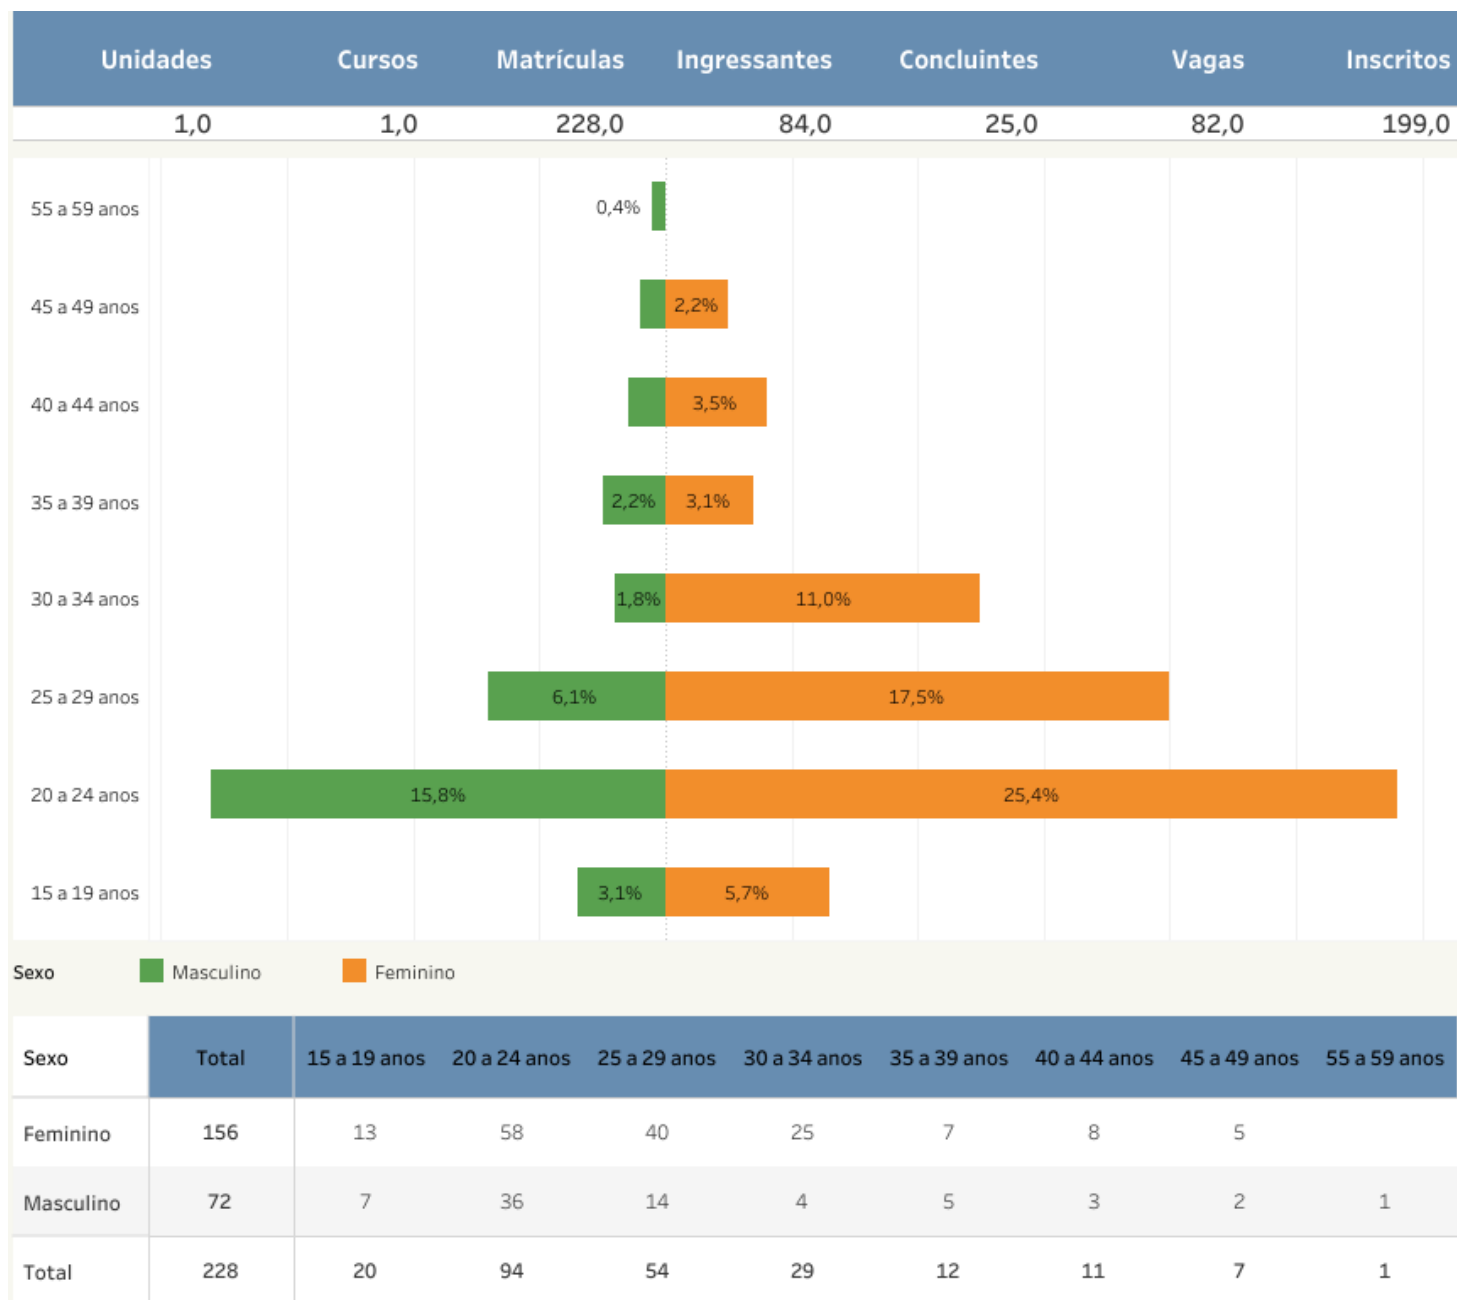 Unidades Cursos Matrículas Ingressantes Concluintes Vagas Inscritos
1,0 1,0 228,0 84,0 25,0 82,0 199,0
55 a 59 anos 0,4%
45 a 49 anos 2,2%
40 a 44 anos 3,5%
35 a 39 anos 2,2% 3,1%
30 a 34 anos 1,8% 11,0%
25 a 29 anos 6,1% 17,5%
20 a 24 anos 15,8% 25,4%
15 a 19 anos 3,1% 5,7%
Sexo Masculino Feminino
Sexo Total 15 a 19 anos 20 a 24 anos 25 a 29 anos 30 a 34 anos 35 a 39 anos 40 a 44 anos 45 a 49 anos 55 a 59 anos
Feminino 156 13 58 40 25 7 8 5
Masculino 72 7 36 14 4 5 3 2 1
Total 228 20 94 54 29 12 11 7 1